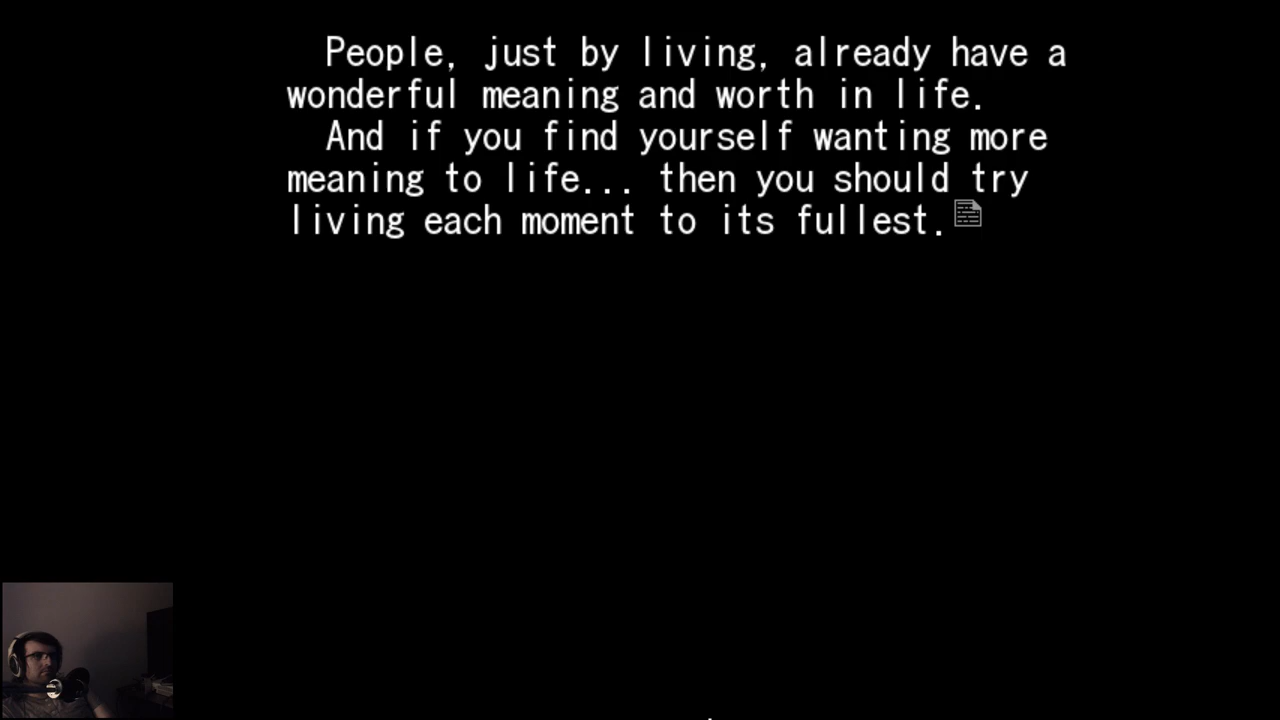 People, just by living, already have a
wonderful meaning and worth in life.
And if you find yourself wanting more
meaning to life... then you should try
living each moment to its fullest.